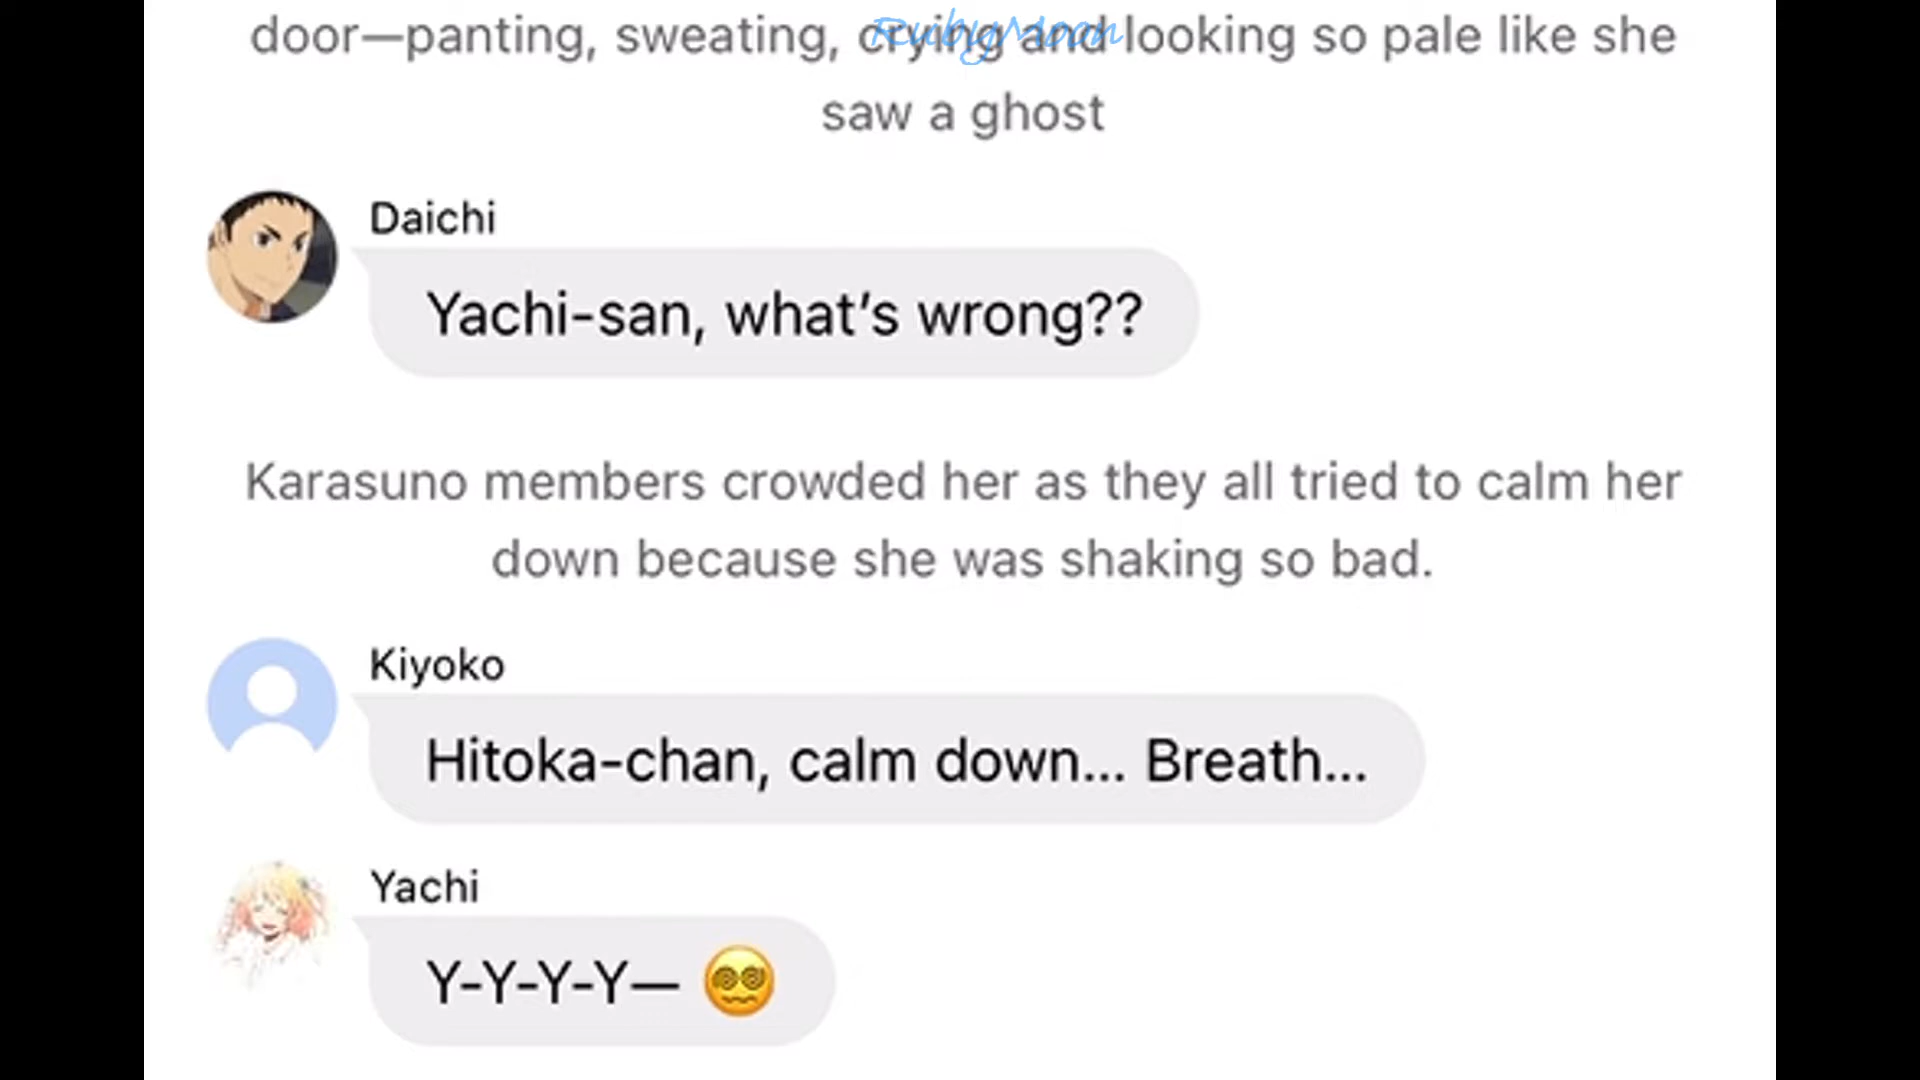 RubyMoon
door—panting, sweating, crying and looking so pale like she
saw a ghost
Daichi
Yachi-san, what's wrong??
Karasuno members crowded her as they all tried to calm her
down because she was shaking so bad.
Kiyoko
Hitoka-chan, calm down... Breath...
Yachi
Y-Y-Y-Y— 😵‍💫